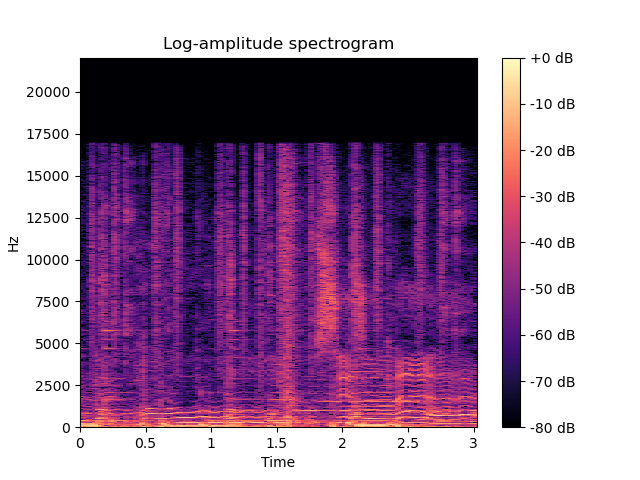 Log-amplitude spectrogram
Hz
20000
17500
15000
12500
10000
7500
5000
2500
0
0 0.5 1 1.5 2 2.5 3
Time
+0 dB
-10 dB
-20 dB
-30 dB
-40 dB
-50 dB
-60 dB
-70 dB
-80 dB